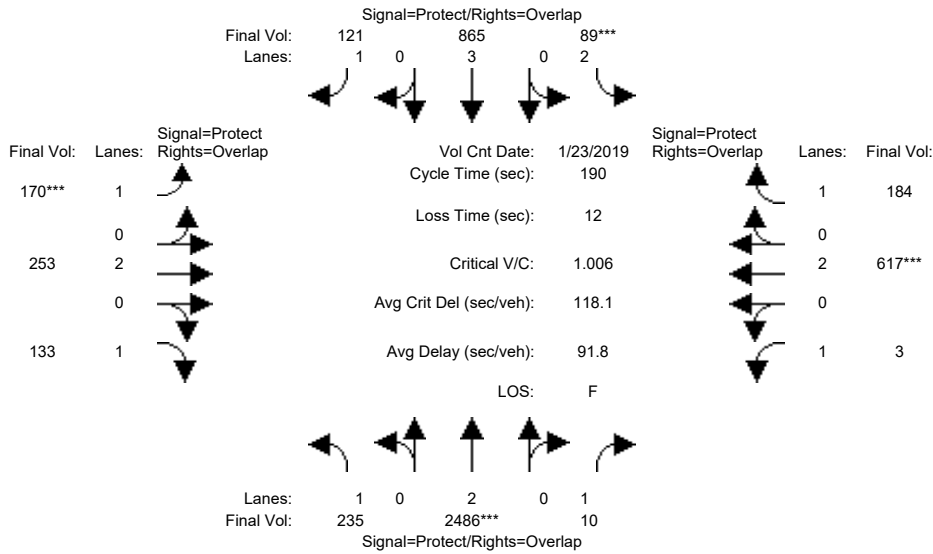 Signal=Protect/Rights=Overlap
Final Vol: 121 865 89***
Lanes: 1 0 3 0 2
Signal=Protect
Final Vol: Lanes: Rights=Overlap
Vol Cnt Date: 1/23/2019
Signal=Protect
Rights=Overlap Lanes: Final Vol:
Cycle Time (sec): 190
170*** 1
1 184
Loss Time (sec): 12
0
0
253 2
Critical V/C: 1.006
2 617***
0
Avg Crit Del (sec/veh): 118.1
0
133 1
Avg Delay (sec/veh): 91.8
1 3
LOS: F
Lanes: 1 0 2 0 1
Final Vol: 235 2486*** 10
Signal=Protect/Rights=Overlap